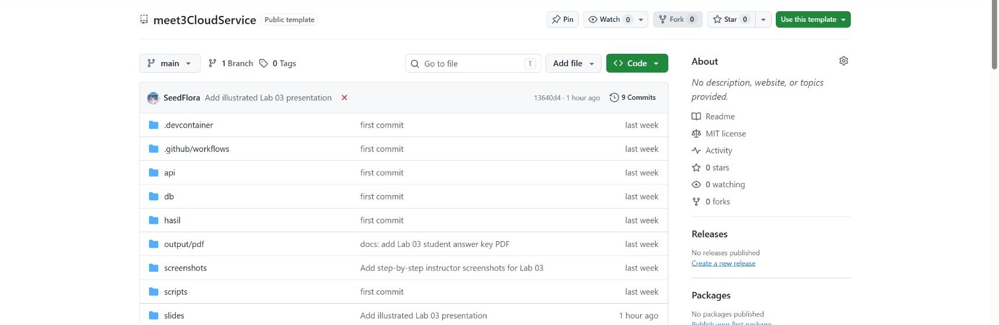 meet3CloudService Public template Pin Watch 0 Fork 0 Star 0 Use this template
main 1 Branch 0 Tags Go to file T Add file Code
SeedFlora Add illustrated Lab 03 presentation 13640d4 · 1 hour ago 9 Commits
.devcontainer first commit last week
.github/workflows first commit last week
api first commit last week
db first commit last week
hasil first commit last week
output/pdf docs: add Lab 03 student answer key PDF last week
screenshots Add step-by-step instructor screenshots for Lab 03 last week
scripts first commit last week
slides Add illustrated Lab 03 presentation 1 hour ago
About
No description, website, or topics
provided.
Readme
MIT license
Activity
0 stars
0 watching
0 forks
Releases
No releases published
Create a new release
Packages
No packages published
Publish your first package